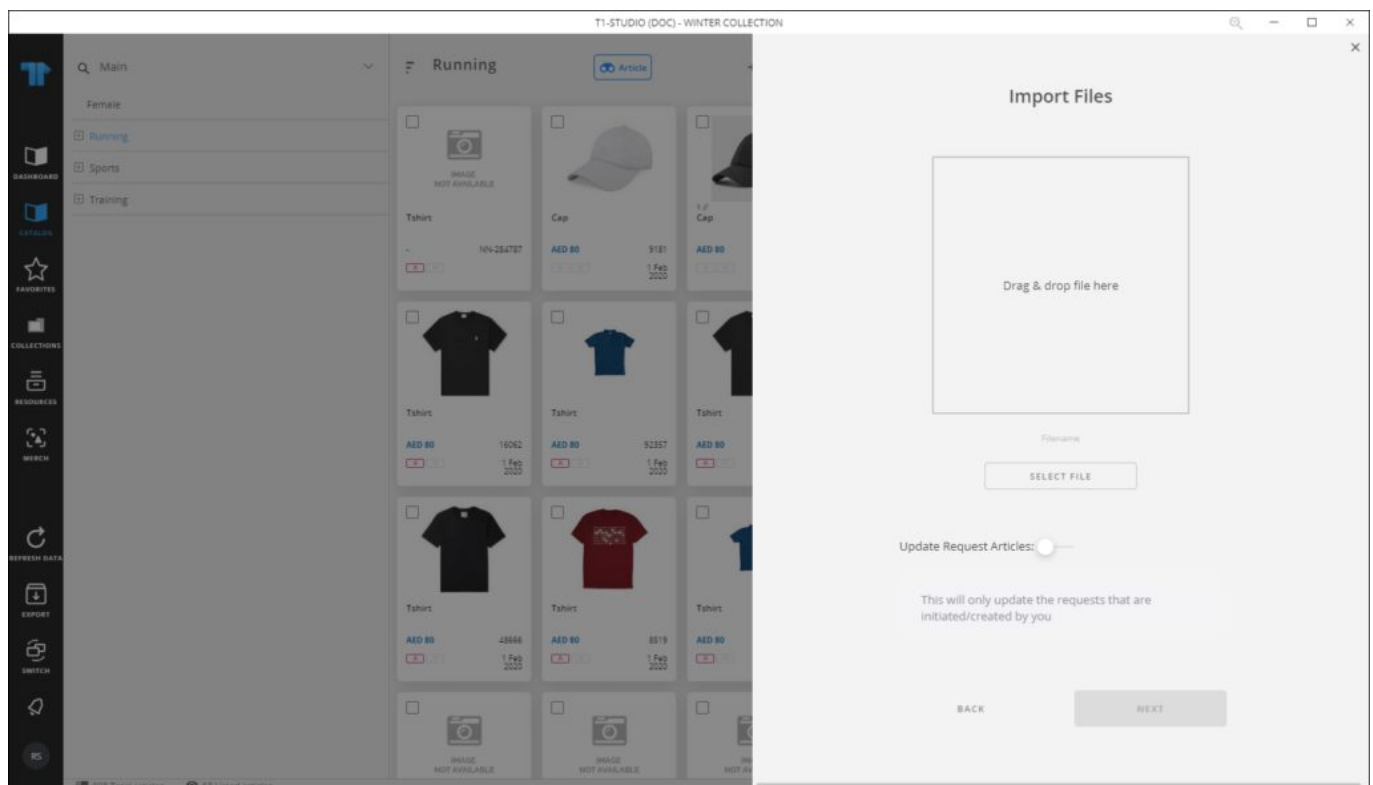 T1-STUDIO (DOC) - WINTER COLLECTION
Main
Female
Running
Sports
Training
DASHBOARD
CATALOG
FAVORITES
COLLECTIONS
RESOURCES
MERCH
REFRESH DATA
EXPORT
SWITCH
RS
Running
Article
IMAGE
NOT AVAILABLE
Tshirt
-
NN-284787
Cap
AED 80
9181
1 Feb
2020
Cap
AED 80
Tshirt
AED 80
16062
1 Feb
2020
Tshirt
AED 80
92357
1 Feb
2020
Tshirt
AED 80
Tshirt
AED 80
1 Feb
2020
Tshirt
AED 80
8819
1 Feb
2020
Tshirt
AED 80
IMAGE
NOT AVAILABLE
IMAGE
NOT AVAILABLE
Import Files
Drag & drop file here
Filename
SELECT FILE
Update Request Articles:
This will only update the requests that are
initiated/created by you
BACK
NEXT